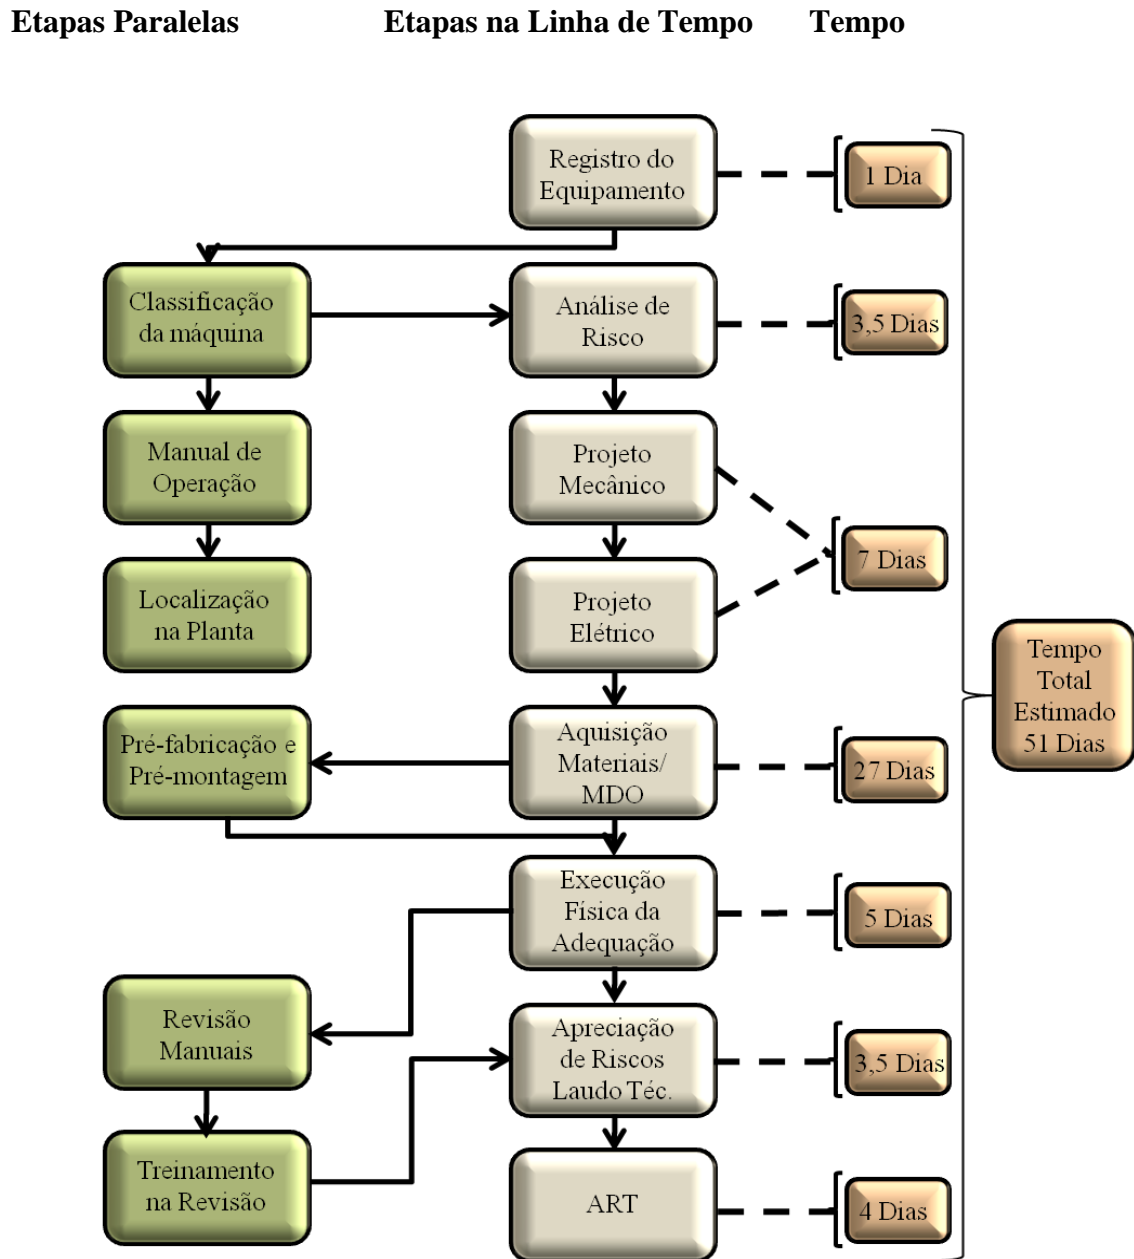 Etapas Paralelas
Etapas na Linha de Tempo
Tempo
Registro do
Equipamento
1 Dia
Classificação
da máquina
Análise de
Risco
3,5 Dias
Manual de
Operação
Projeto
Mecânico
7 Dias
Localização
na Planta
Projeto
Elétrico
Tempo
Total
Estimado
51 Dias
Pré-fabricação e
Pré-montagem
Aquisição
Materiais/
MDO
27 Dias
Execução
Física da
Adequação
5 Dias
Revisão
Manuais
Apreciação
de Riscos
Laudo Téc.
3,5 Dias
Treinamento
na Revisão
ART
4 Dias